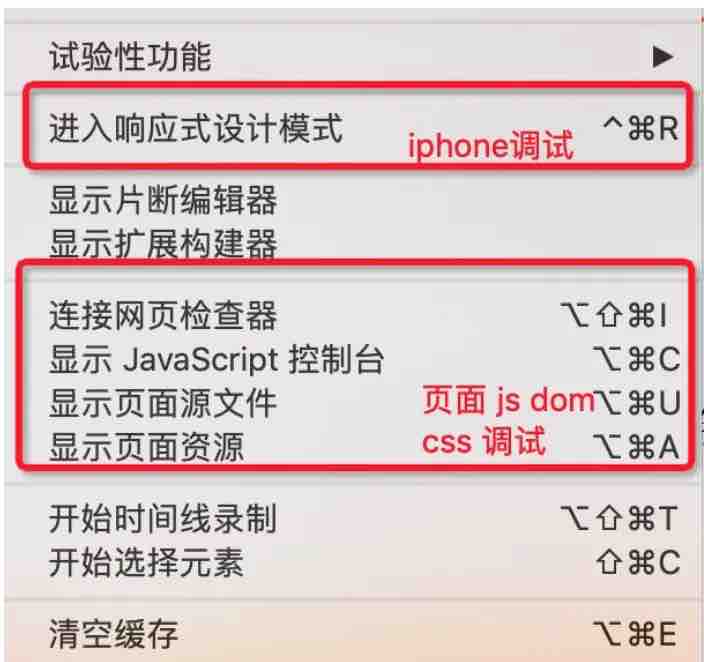 试验性功能 ▶
进入响应式设计模式 iphone调试 ^⌘R
显示片断编辑器
显示扩展构建器
连接网页检查器 ⌥⇧⌘I
显示 JavaScript 控制台 ⌥⌘C
显示页面源文件 页面 js dom ⌥⌘U
显示页面资源 css 调试 ⌥⌘A
开始时间线录制 ⌥⇧⌘T
开始选择元素 ⇧⌘C
清空缓存 ⌥⌘E